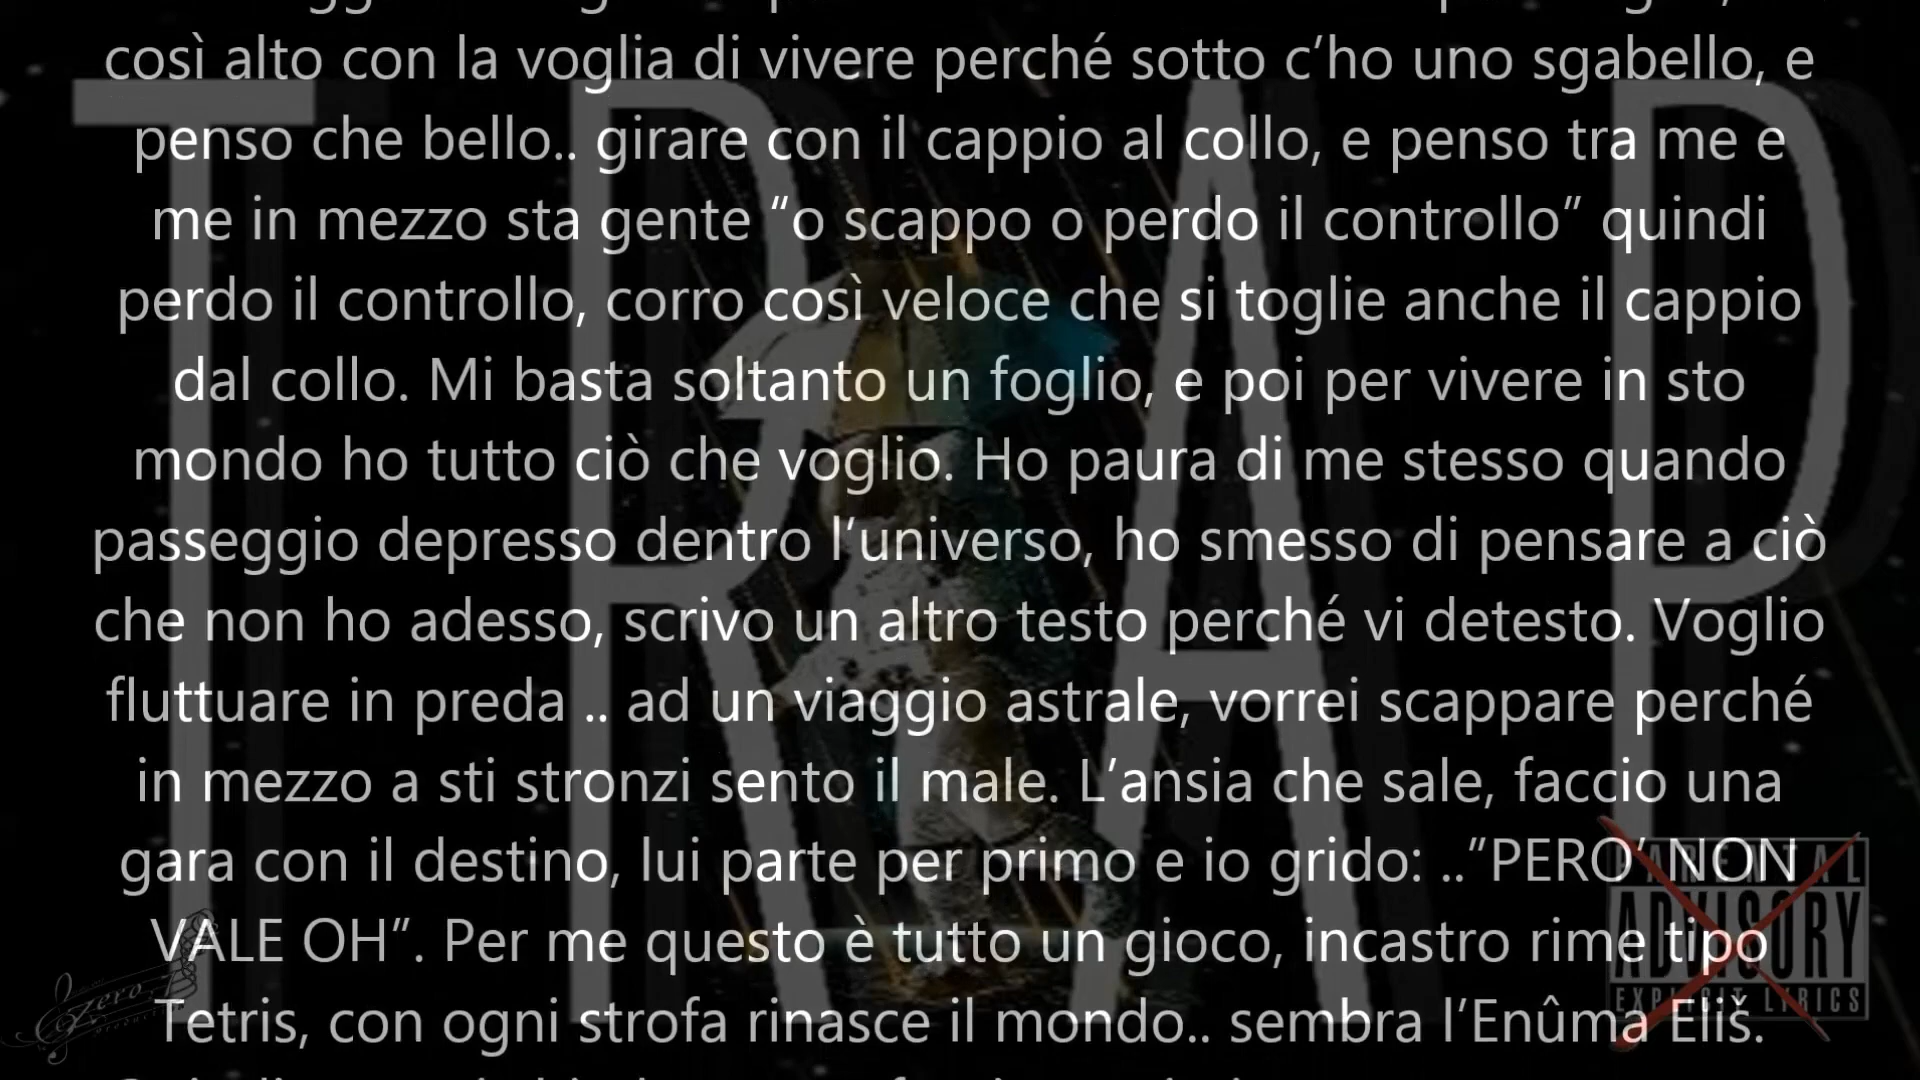 così alto con la voglia di vivere perché sotto c’ho uno sgabello, e
penso che bello.. girare con il cappio al collo, e penso tra me e
me in mezzo sta gente “o scappo o perdo il controllo” quindi
perdo il controllo, corro così veloce che si toglie anche il cappio
dal collo. Mi basta soltanto un foglio, e poi per vivere in sto
mondo ho tutto ciò che voglio. Ho paura di me stesso quando
passeggio depresso dentro l’universo, ho smesso di pensare a ciò
che non ho adesso, scrivo un altro testo perché vi detesto. Voglio
fluttuare in preda .. ad un viaggio astrale, vorrei scappare perché
in mezzo a sti stronzi sento il male. L’ansia che sale, faccio una
gara con il destino, lui parte per primo e io grido: ..”PERO’ NON
VALE OH”. Per me questo è tutto un gioco, incastro rime tipo
Tetris, con ogni strofa rinasce il mondo.. sembra l’Enûma Eliš.
TRAP
PARENTAL
ADVISORY
EXPLICIT LYRICS